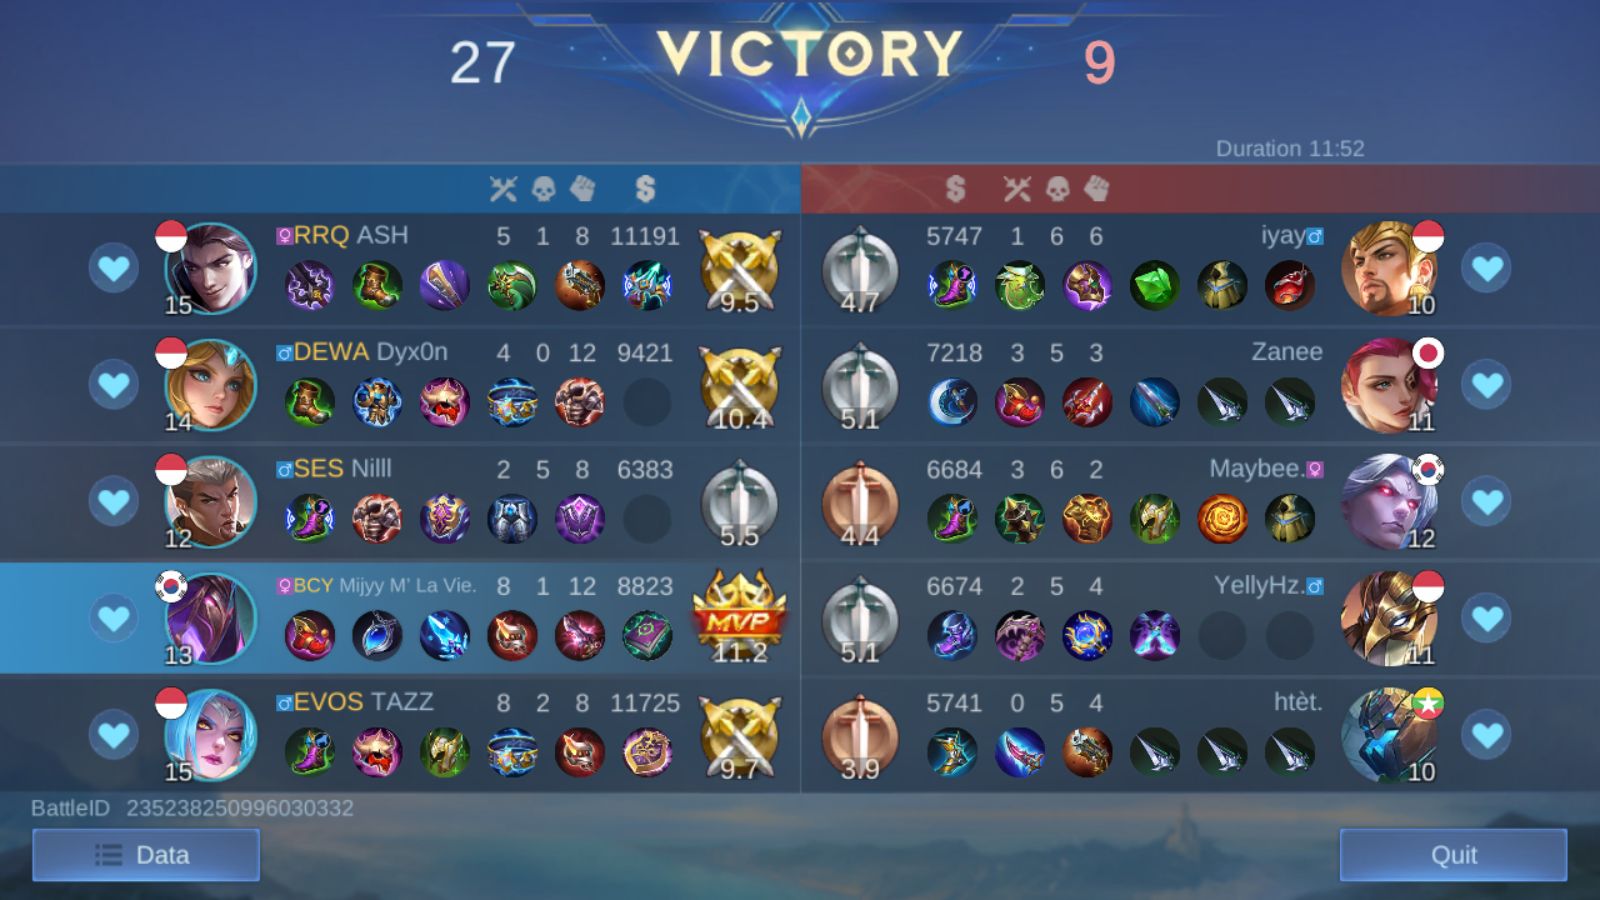 27 VICTORY 9
Duration 11:52
RRQ ASH 5 1 8 11191
15 9.5
5747 1 6 6 iyay
4.7 10
DEWA Dyx0n 4 0 12 9421
14 10.4
7218 3 5 3 Zanee
5.1 11
SES Nilll 2 5 8 6383
12 5.5
6684 3 6 2 Maybee.
4.4 12
BCY Mijyy M' La Vie. 8 1 12 8823
MVP
13 11.2
6674 2 5 4 YellyHz.
5.1 11
EVOS TAZZ 8 2 8 11725
15 9.7
5741 0 5 4 htèt.
3.9 10
BattleID 235238250996030332
Data
Quit